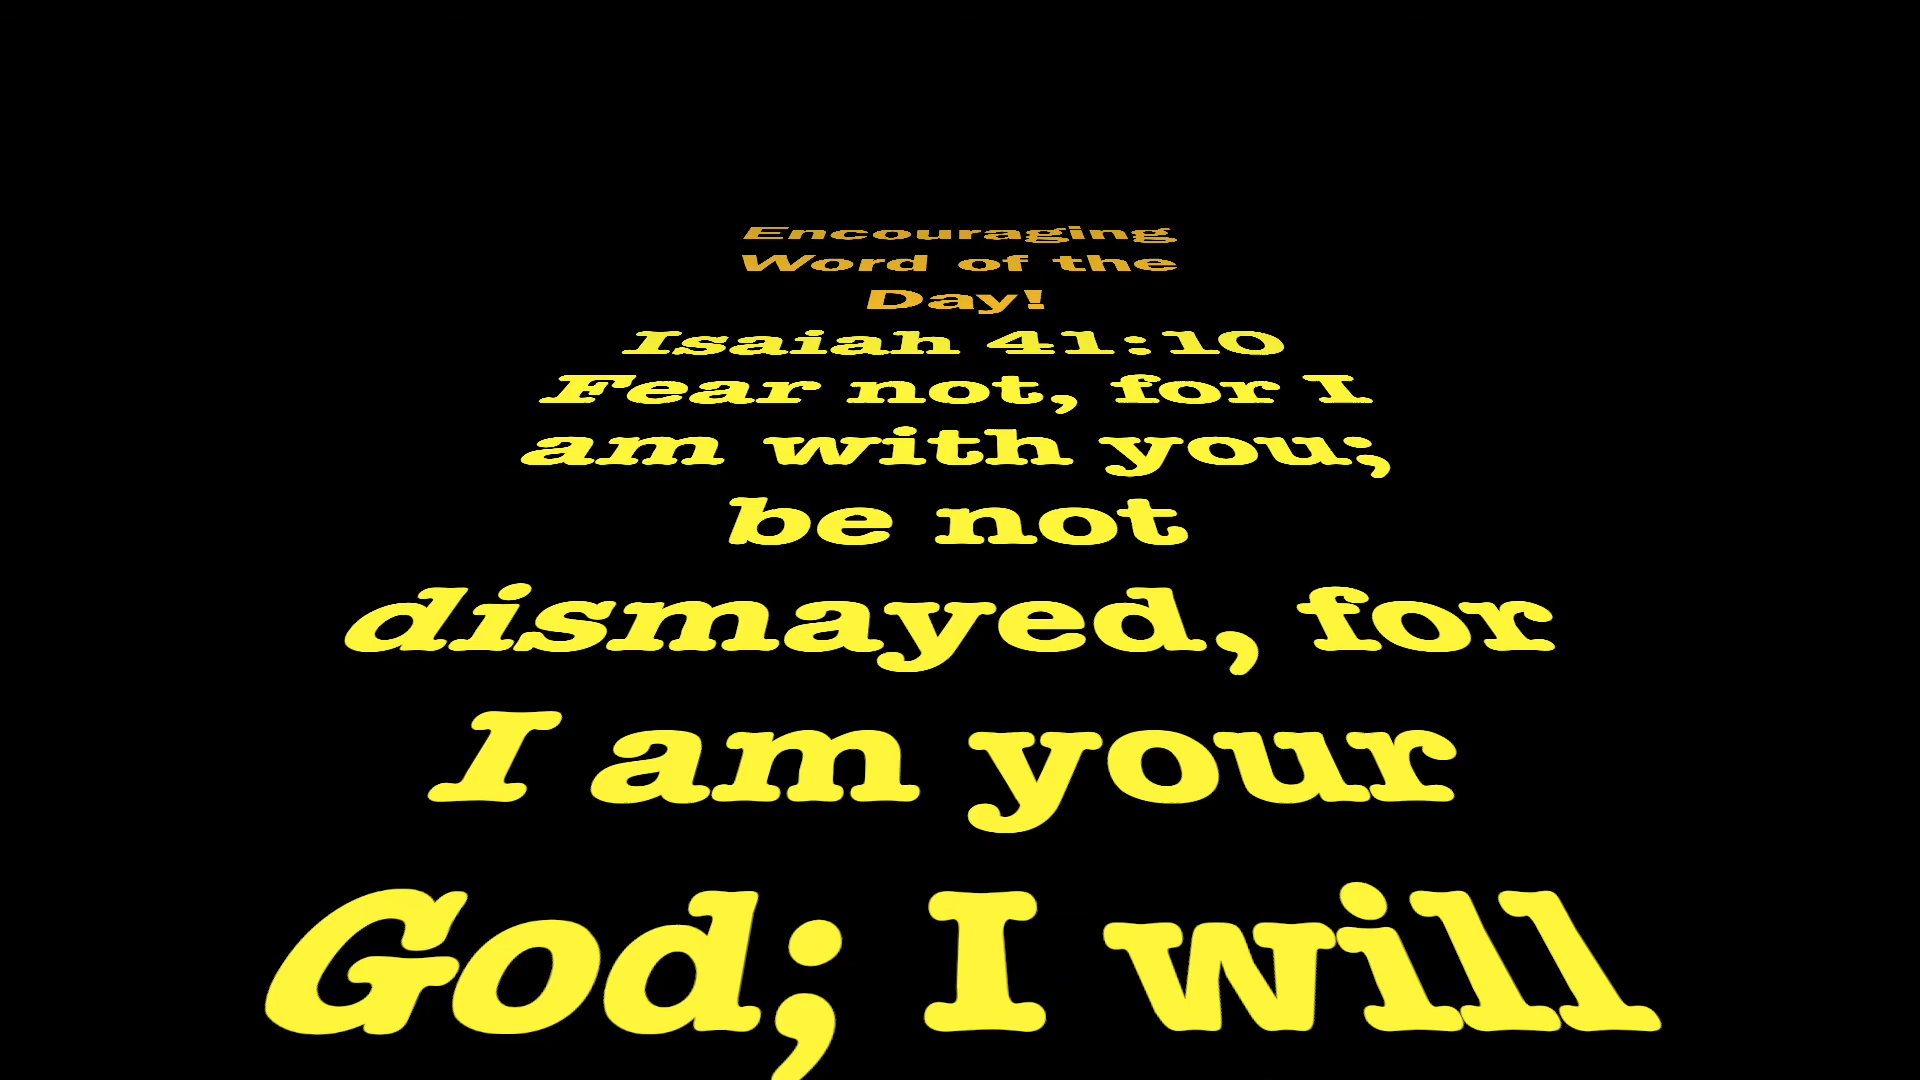 Encouraging
Word of the
Day!
Isaiah 41:10
Fear not, for I
am with you;
be not
dismayed, for
I am your
God; I will